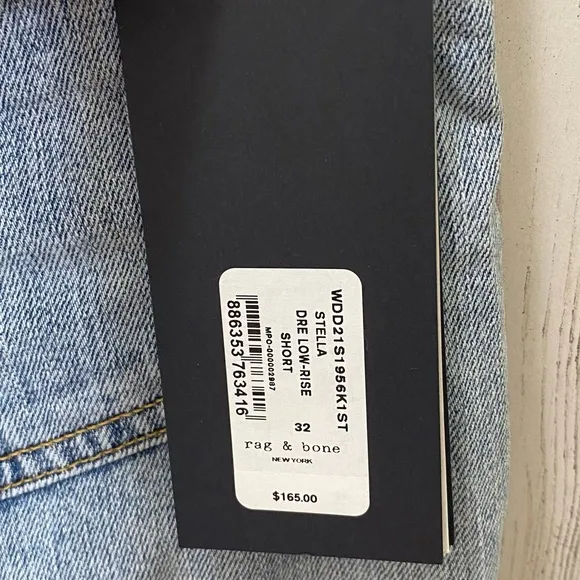 WDD21S1956K1ST
STELLA
DRE LOW-RISE
SHORT
MPO-000002987
886353763416
32
rag & bone
NEW YORK
$165.00